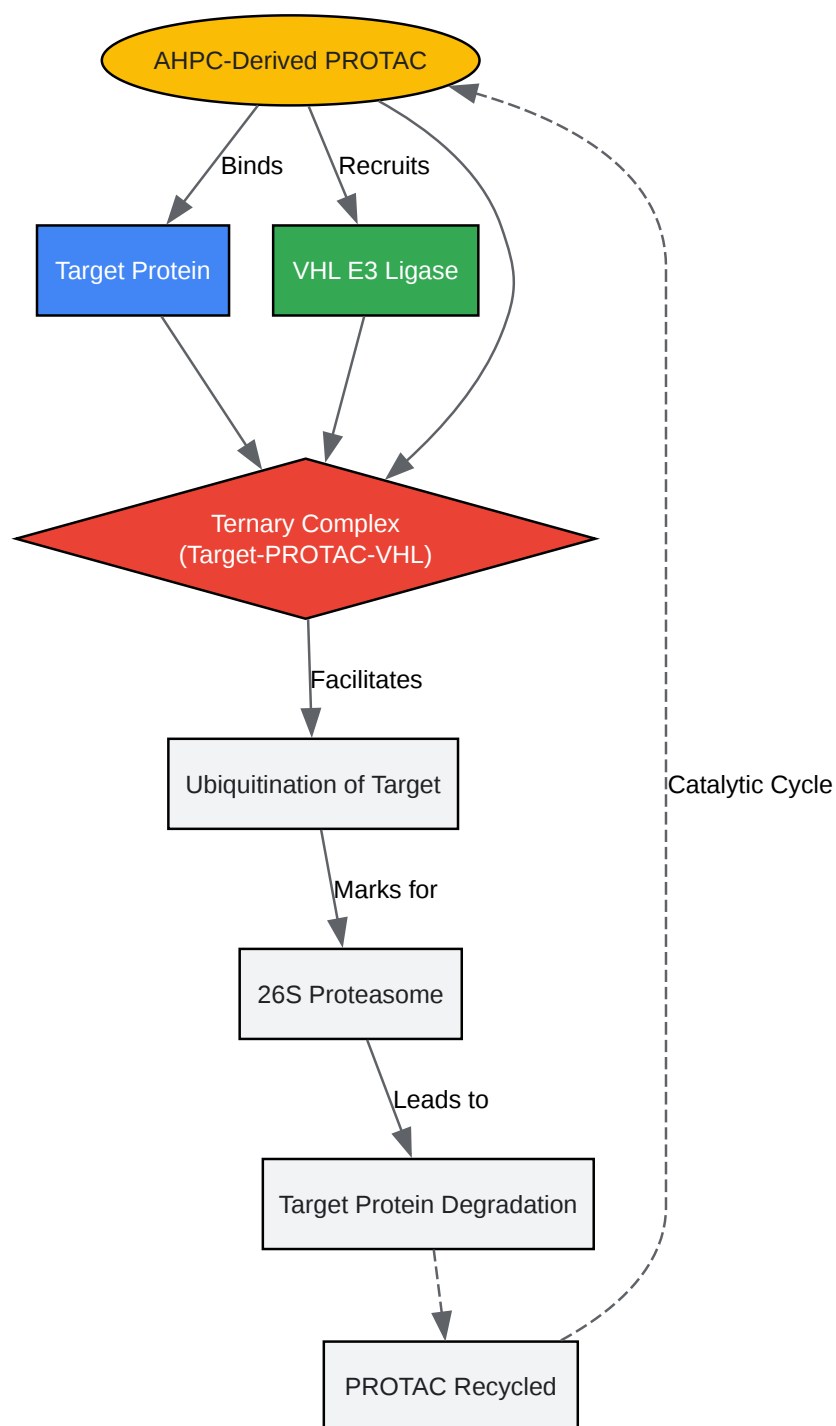 AHPC-Derived PROTAC
Binds
Recruits
Target Protein
VHL E3 Ligase
Ternary Complex
(Target-PROTAC-VHL)
Facilitates
Ubiquitination of Target
Catalytic Cycle
Marks for
26S Proteasome
Leads to
Target Protein Degradation
PROTAC Recycled